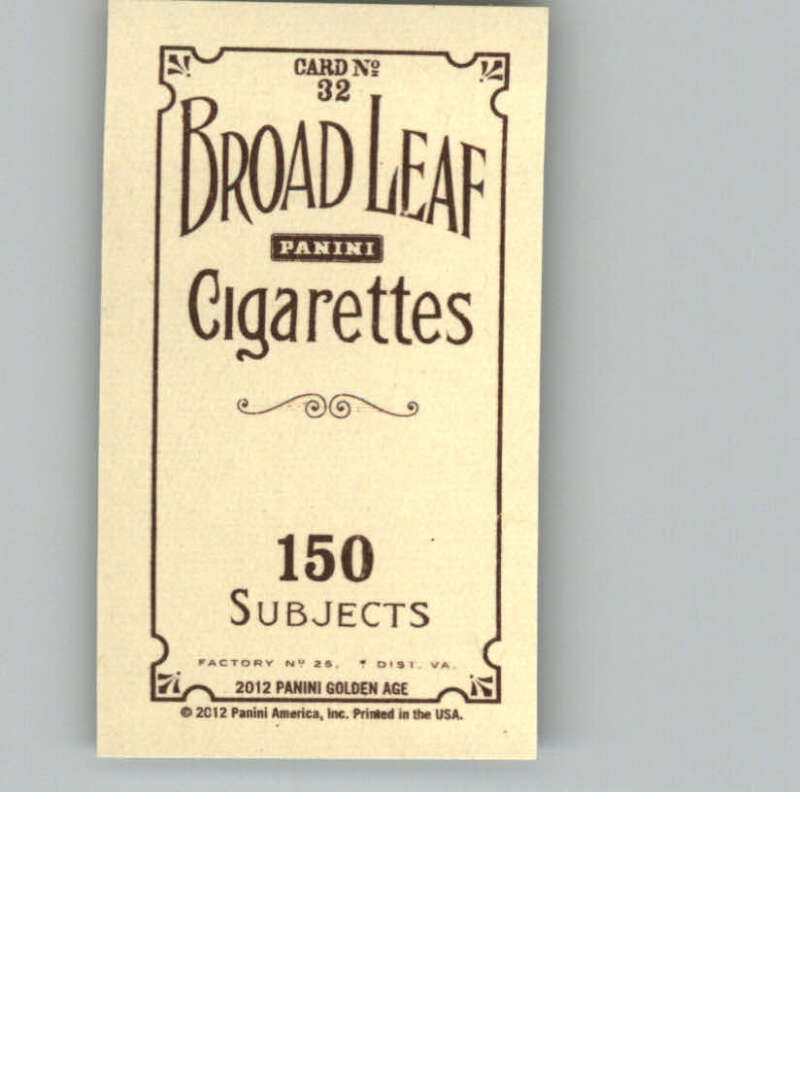 CARD Nº
32
BROAD LEAF
PANINI
Cigarettes
150
SUBJECTS
FACTORY Nº 25, 1ST DIST. VA.
2012 PANINI GOLDEN AGE
© 2012 Panini America, Inc. Printed in the USA.